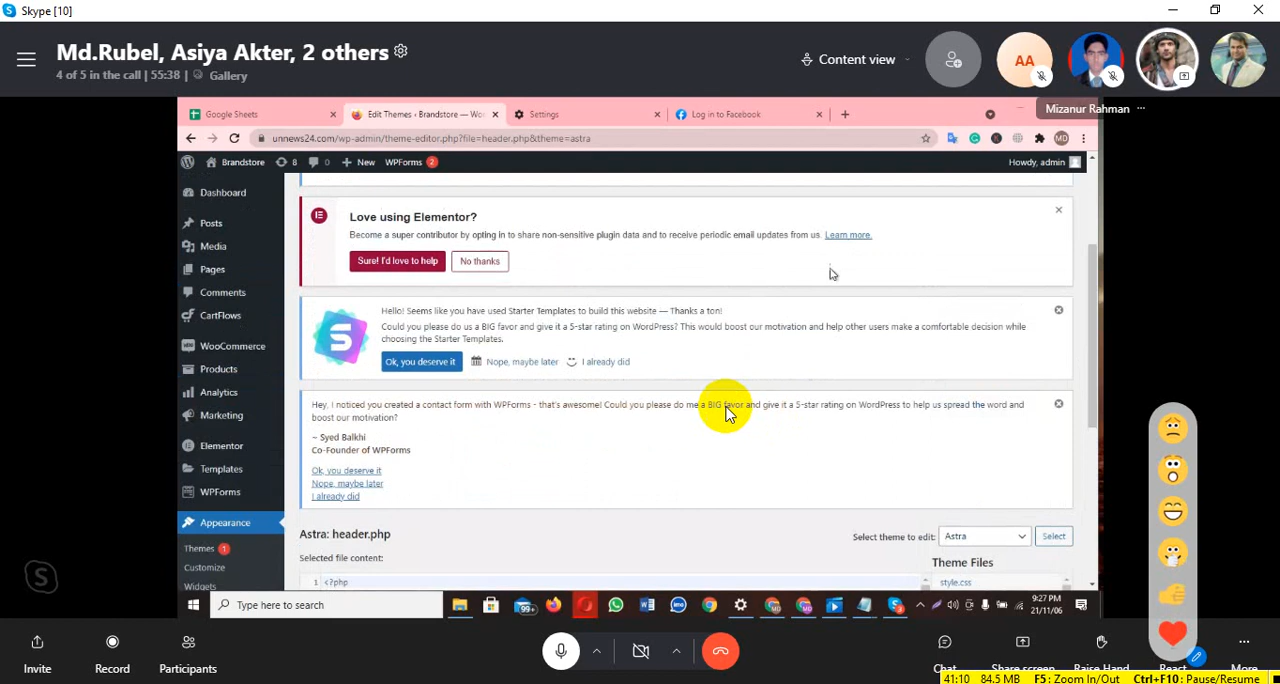 Skype [10]
Md.Rubel, Asiya Akter, 2 others
4 of 5 in the call | 55:38 Gallery
Content view
AA
Google Sheets
Edit Themes ‹ Brandstore — Wo
Settings
Log in to Facebook
Mizanur Rahman
unnews24.com/wp-admin/theme-editor.php?file=header.php&theme=astra
MD
Brandstore
8
0
New
WPForms 2
Howdy, admin
Dashboard
Posts
Media
Pages
Comments
CartFlows
WooCommerce
Products
Analytics
Marketing
Elementor
Templates
WPForms
Appearance
Themes 1
Customize
Widgets
Love using Elementor?
Become a super contributor by opting in to share non-sensitive plugin data and to receive periodic email updates from us. Learn more.
Sure! I'd love to help
No thanks
Hello! Seems like you have used Starter Templates to build this website — Thanks a ton!
Could you please do us a BIG favor and give it a 5-star rating on WordPress? This would boost our motivation and help other users make a comfortable decision while
choosing the Starter Templates.
Ok, you deserve it
Nope, maybe later
I already did
Hey, I noticed you created a contact form with WPForms - that's awesome! Could you please do me a BIG favor and give it a 5-star rating on WordPress to help us spread the word and
boost our motivation?
~ Syed Balkhi
Co-Founder of WPForms
Ok, you deserve it
Nope, maybe later
I already did
Astra: header.php
Select theme to edit:
Astra
Select
Selected file content:
Theme Files
1 <?php
style.css
Type here to search
99+
9:27 PM
21/11/06
Invite
Record
Participants
Chat
Share screen
Raise Hand
React
More
41:10 84.5 MB F5: Zoom In/Out Ctrl+F10: Pause/Resume